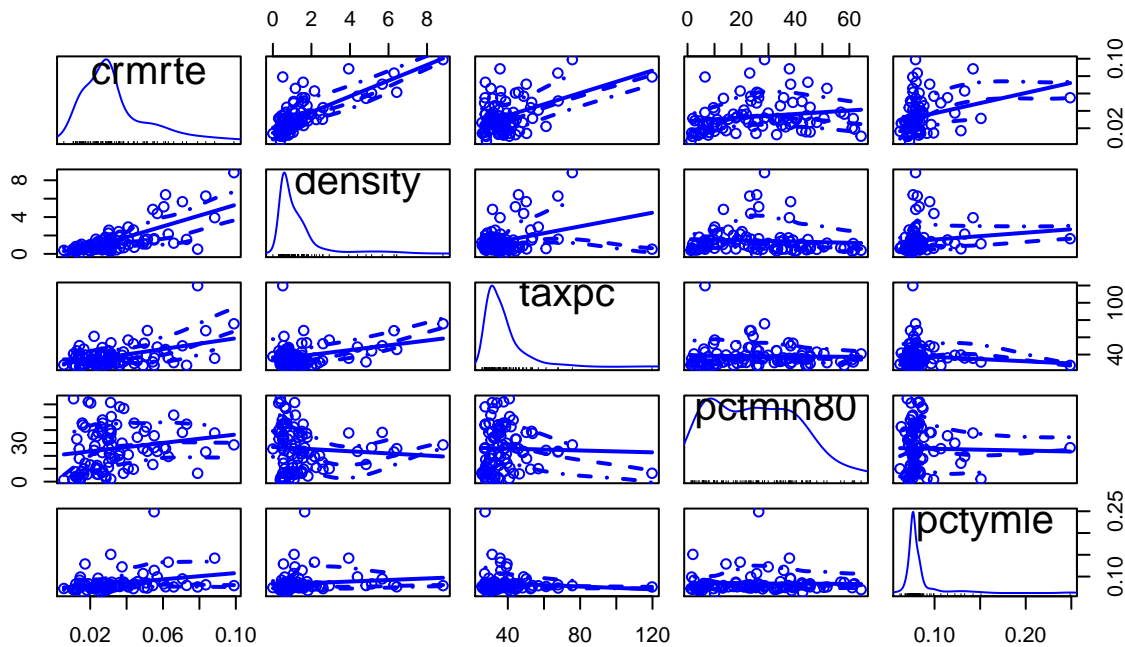 0 2 4 6 8 0 20 40 60
crmrte 0.02 0.10
0 4 8 density
taxpc 40 100
0 30 pctmin80
pctymle 0.10 0.25
0.02 0.06 0.10 40 80 120 0.10 0.20